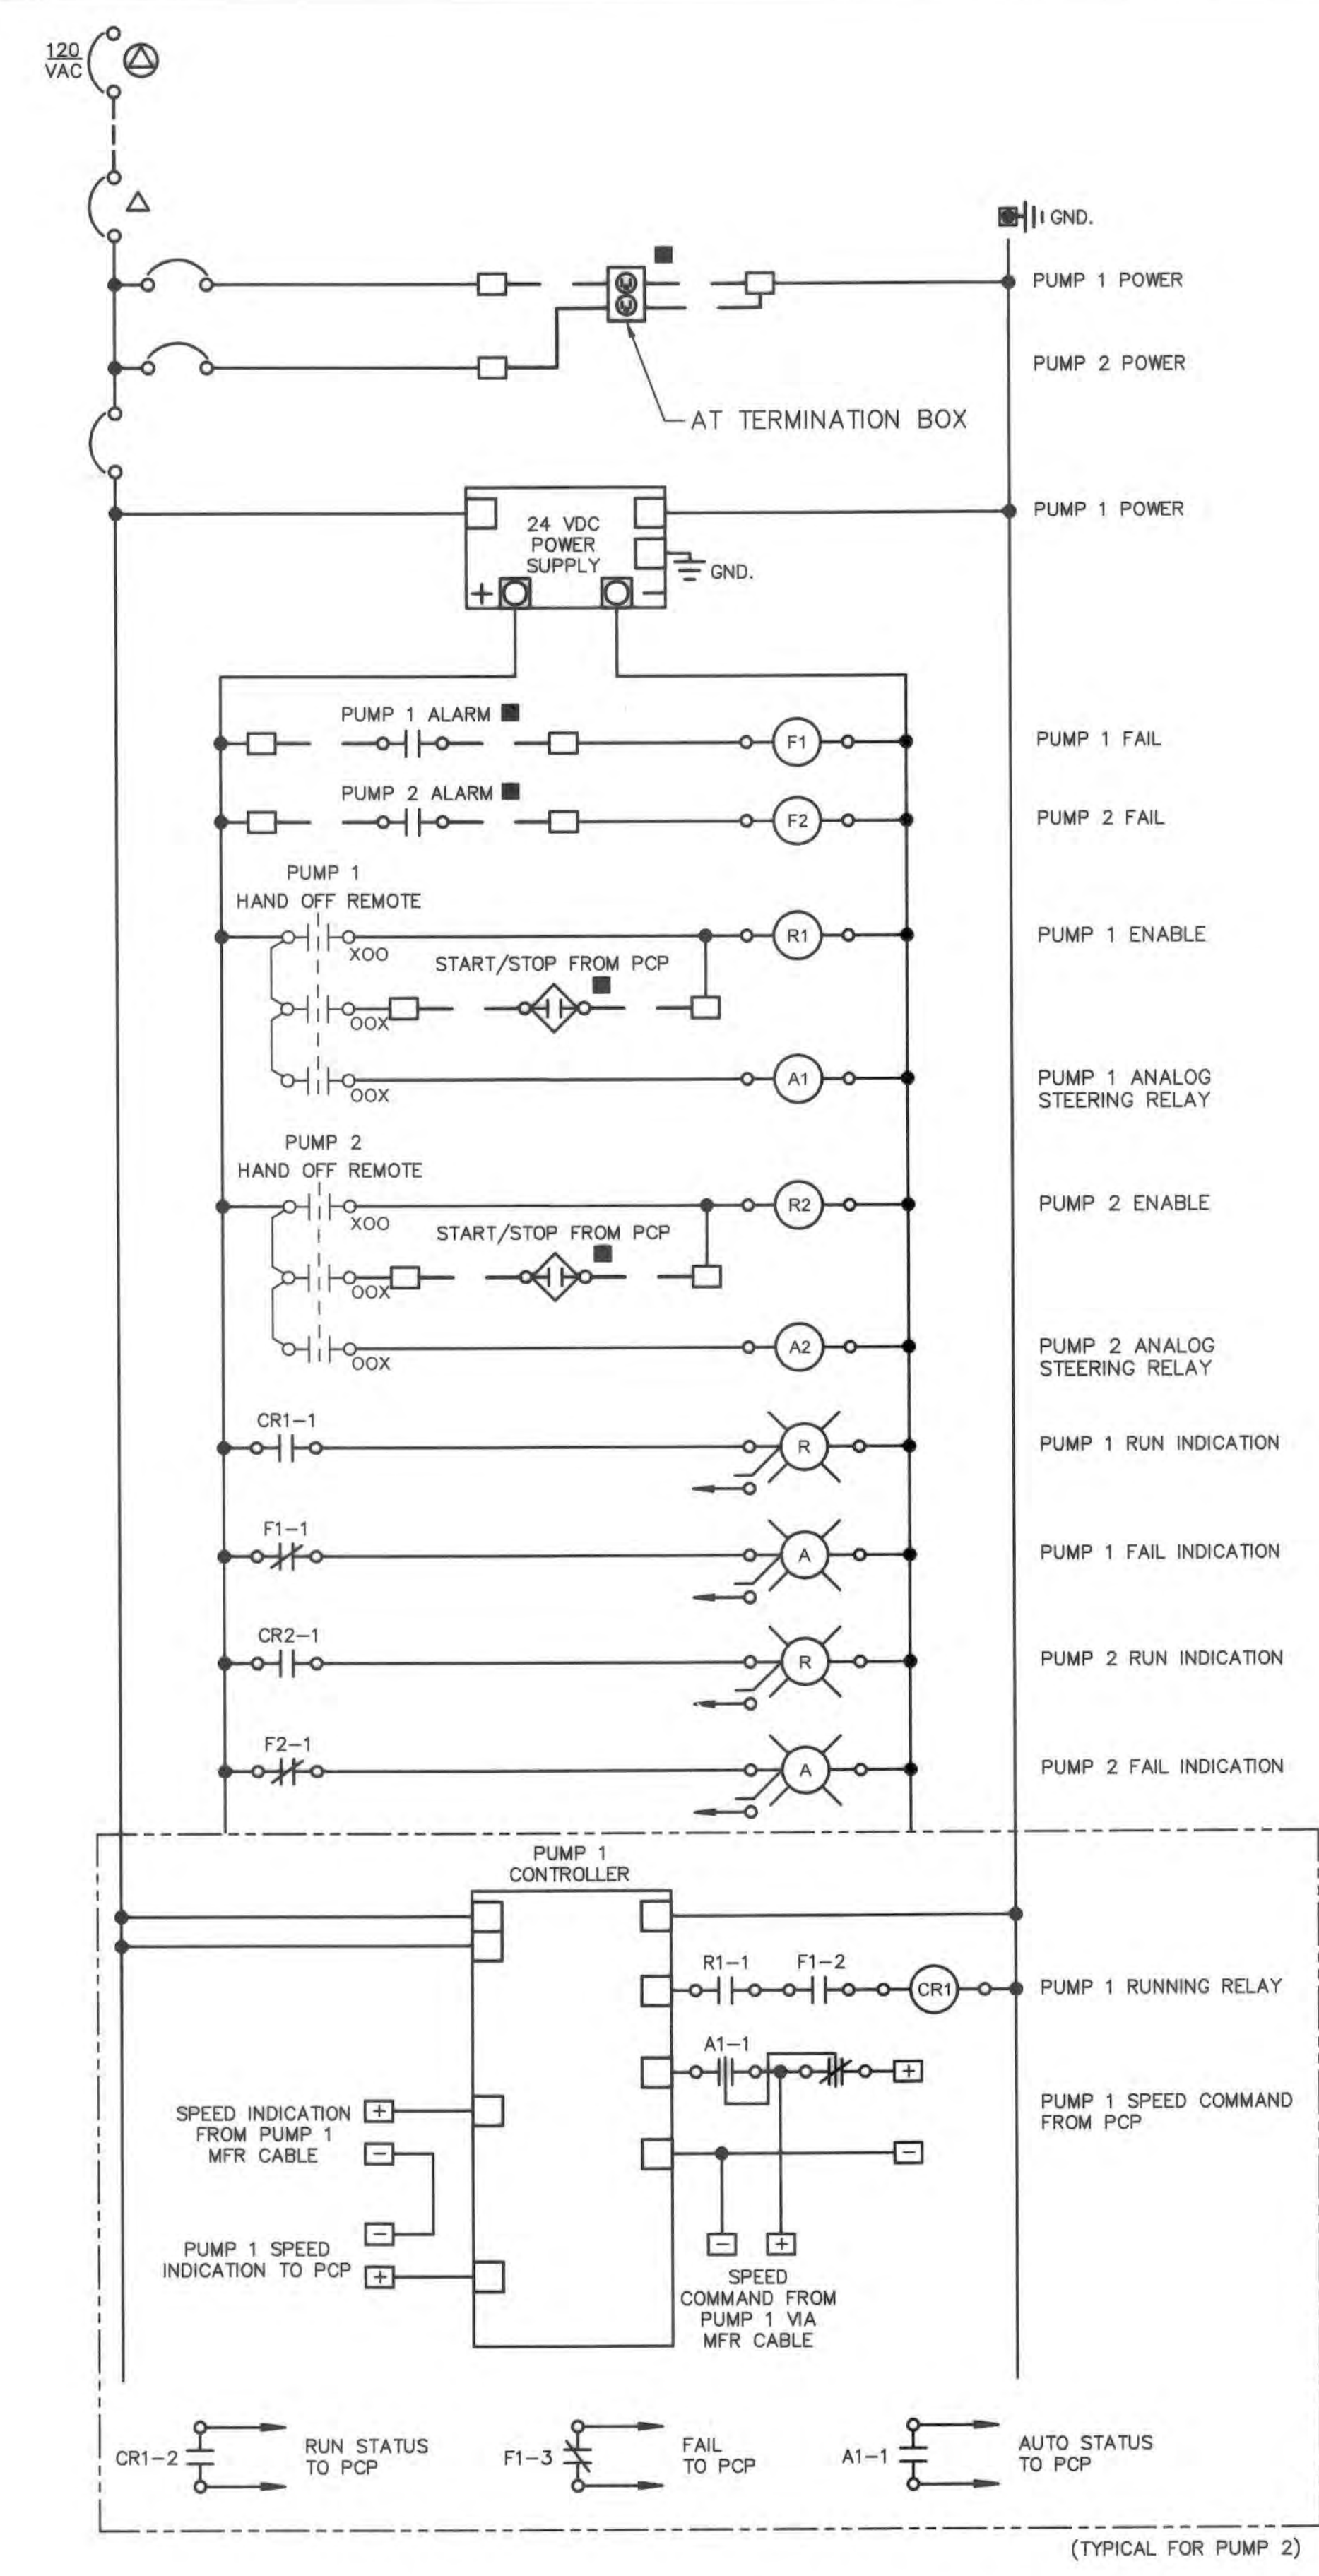 120
VAC
GND.
PUMP 1 POWER
PUMP 2 POWER
AT TERMINATION BOX
24 VDC
POWER
SUPPLY
PUMP 1 POWER
GND.
+
−
PUMP 1 ALARM
F1
PUMP 1 FAIL
PUMP 2 ALARM
F2
PUMP 2 FAIL
PUMP 1
HAND OFF REMOTE
XOO
R1
PUMP 1 ENABLE
START/STOP FROM PCP
OOX
OOX
A1
PUMP 1 ANALOG
STEERING RELAY
PUMP 2
HAND OFF REMOTE
XOO
R2
PUMP 2 ENABLE
START/STOP FROM PCP
OOX
OOX
A2
PUMP 2 ANALOG
STEERING RELAY
CR1−1
R
PUMP 1 RUN INDICATION
F1−1
A
PUMP 1 FAIL INDICATION
CR2−1
R
PUMP 2 RUN INDICATION
F2−1
A
PUMP 2 FAIL INDICATION
PUMP 1
CONTROLLER
R1−1
F1−2
CR1
PUMP 1 RUNNING RELAY
A1−1
+
PUMP 1 SPEED COMMAND
FROM PCP
−
SPEED INDICATION
FROM PUMP 1
MFR CABLE
+
−
−
+
PUMP 1 SPEED
INDICATION TO PCP
−
+
SPEED
COMMAND FROM
PUMP 1 VIA
MFR CABLE
CR1−2
RUN STATUS
TO PCP
F1−3
FAIL
TO PCP
A1−1
AUTO STATUS
TO PCP
(TYPICAL FOR PUMP 2)